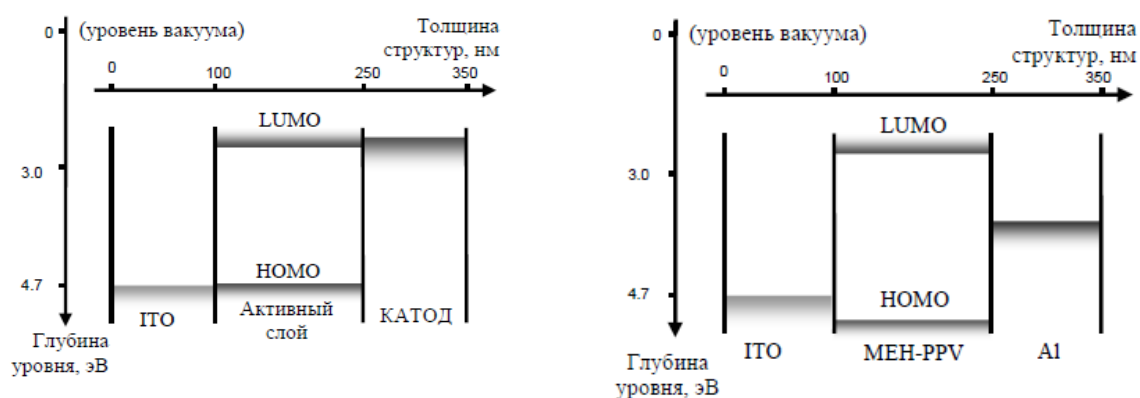 0
(уровень вакуума)
Толщина
структур, нм
0
100
250
350
LUMO
3.0
HOMO
4.7
ITO
Активный
слой
КАТОД
Глубина
уровня, эВ
0
(уровень вакуума)
Толщина
структур, нм
0
100
250
350
LUMO
3.0
4.7
HOMO
ITO
MEH-PPV
Al
Глубина
уровня, эВ